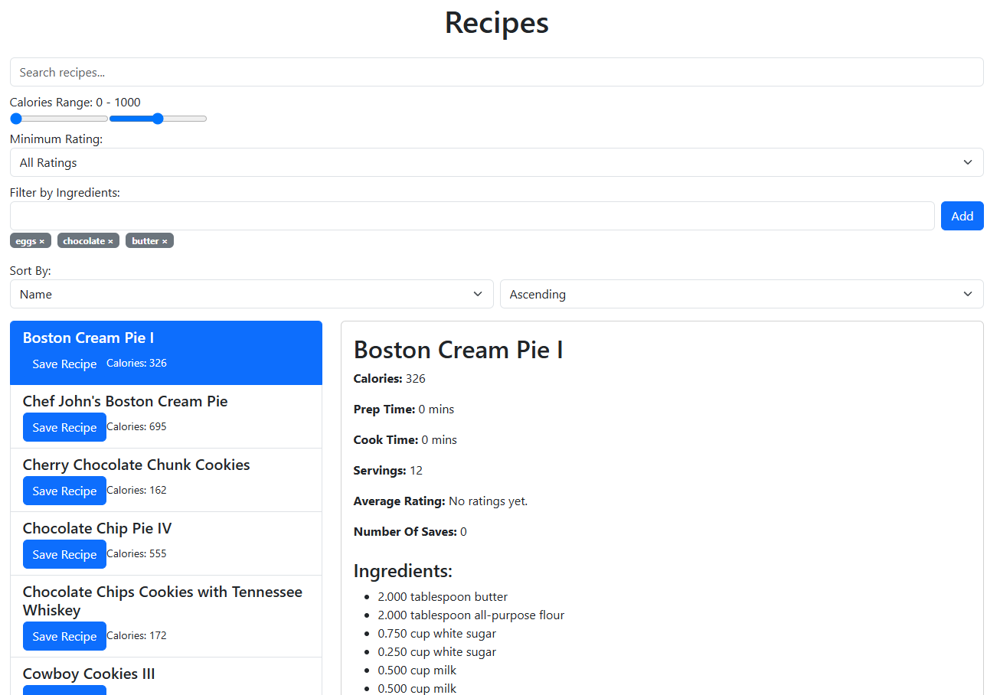 Recipes
Search recipes...
Calories Range: 0 - 1000
Minimum Rating:
All Ratings
Filter by Ingredients:
Add
eggs × chocolate × butter ×
Sort By:
Name
Ascending
Boston Cream Pie I
Save Recipe Calories: 326
Chef John's Boston Cream Pie
Save Recipe Calories: 695
Cherry Chocolate Chunk Cookies
Save Recipe Calories: 162
Chocolate Chip Pie IV
Save Recipe Calories: 555
Chocolate Chips Cookies with Tennessee
Whiskey
Save Recipe Calories: 172
Cowboy Cookies III
Boston Cream Pie I
Calories: 326
Prep Time: 0 mins
Cook Time: 0 mins
Servings: 12
Average Rating: No ratings yet.
Number Of Saves: 0
Ingredients:
• 2.000 tablespoon butter
• 2.000 tablespoon all-purpose flour
• 0.750 cup white sugar
• 0.250 cup white sugar
• 0.500 cup milk
• 0.500 cup milk